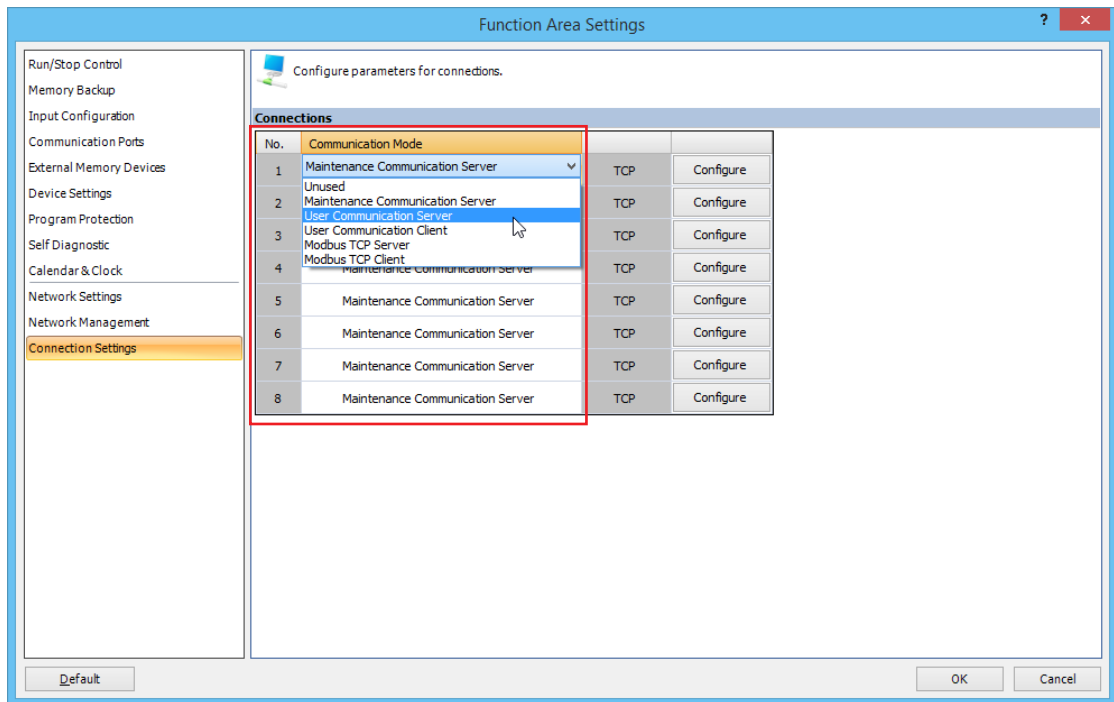 Function Area Settings
?
×
Run/Stop Control
Memory Backup
Input Configuration
Communication Ports
External Memory Devices
Device Settings
Program Protection
Self Diagnostic
Calendar & Clock
Network Settings
Network Management
Connection Settings
Configure parameters for connections.
Connections
No. Communication Mode
1 Maintenance Communication Server TCP Configure
Unused
Maintenance Communication Server
User Communication Server
User Communication Client
Modbus TCP Server
Modbus TCP Client
2 TCP Configure
3 TCP Configure
4 Maintenance Communication Server TCP Configure
5 Maintenance Communication Server TCP Configure
6 Maintenance Communication Server TCP Configure
7 Maintenance Communication Server TCP Configure
8 Maintenance Communication Server TCP Configure
Default
OK
Cancel